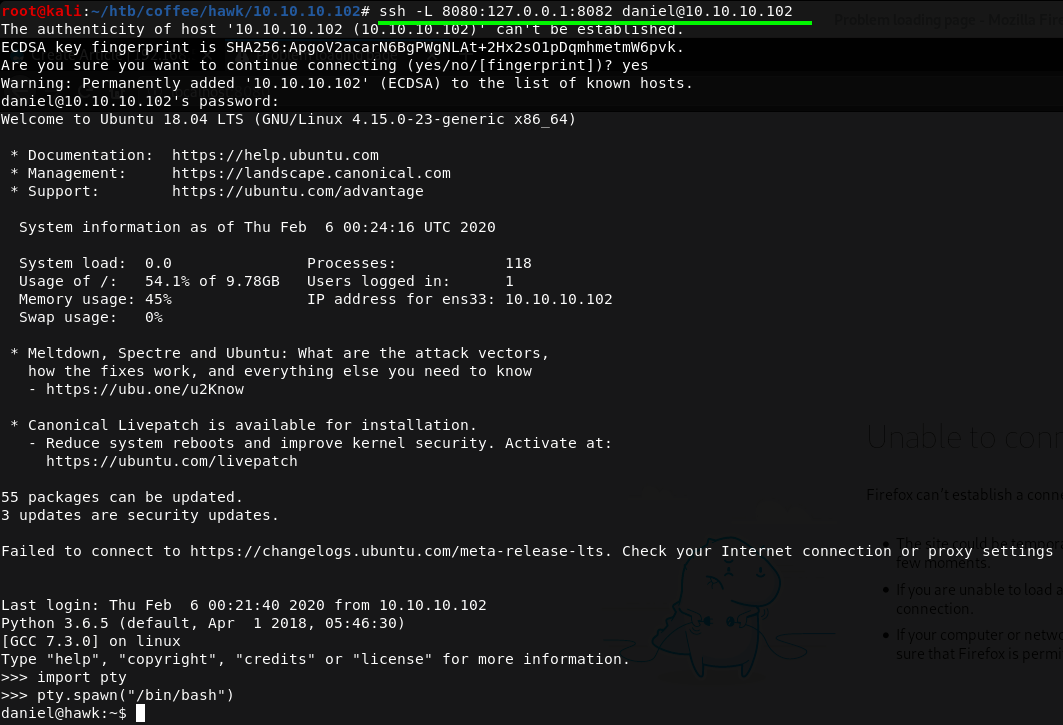 root@kali:~/htb/coffee/hawk/10.10.10.102# ssh -L 8080:127.0.0.1:8082 daniel@10.10.10.102
Problem loading page - Mozilla Fir
The authenticity of host '10.10.10.102 (10.10.10.102)' can't be established.
ECDSA key fingerprint is SHA256:ApgoV2acarN6BgPWgNLAt+2Hx2sO1pDqmhmetmW6pvk.
Are you sure you want to continue connecting (yes/no/[fingerprint])? yes
Warning: Permanently added '10.10.10.102' (ECDSA) to the list of known hosts.
daniel@10.10.10.102's password:
Welcome to Ubuntu 18.04 LTS (GNU/Linux 4.15.0-23-generic x86_64)
* Documentation:  https://help.ubuntu.com
* Management:     https://landscape.canonical.com
* Support:        https://ubuntu.com/advantage
System information as of Thu Feb  6 00:24:16 UTC 2020
System load:  0.0               Processes:            118
Usage of /:   54.1% of 9.78GB   Users logged in:      1
Memory usage: 45%               IP address for ens33: 10.10.10.102
Swap usage:   0%
* Meltdown, Spectre and Ubuntu: What are the attack vectors,
how the fixes work, and everything else you need to know
- https://ubu.one/u2Know
* Canonical Livepatch is available for installation.
- Reduce system reboots and improve kernel security. Activate at:
https://ubuntu.com/livepatch
55 packages can be updated.
3 updates are security updates.
Failed to connect to https://changelogs.ubuntu.com/meta-release-lts. Check your Internet connection or proxy settings
Last login: Thu Feb  6 00:21:40 2020 from 10.10.10.102
Python 3.6.5 (default, Apr  1 2018, 05:46:30)
[GCC 7.3.0] on linux
Type "help", "copyright", "credits" or "license" for more information.
>>> import pty
>>> pty.spawn("/bin/bash")
daniel@hawk:~$
Unable to conn
Firefox can't establish a conne
The site could be tempora
few moments.
If you are unable to load a
connection.
If your computer or netwo
sure that Firefox is permi